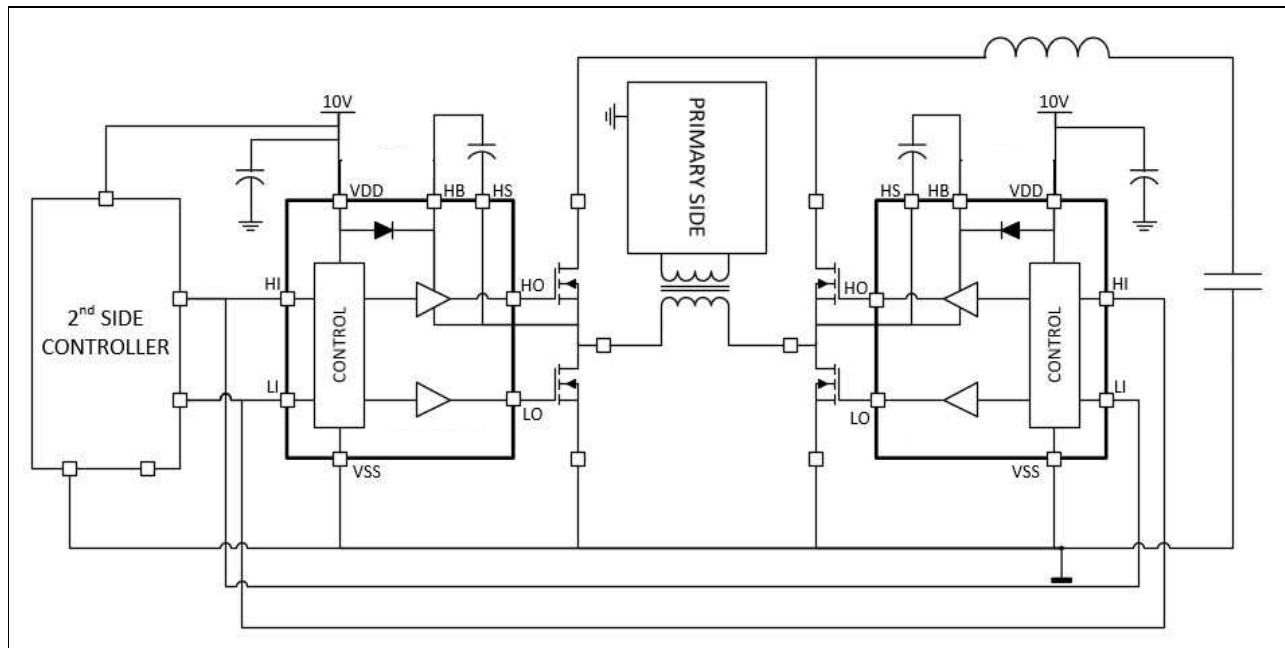 10V
10V
VDD
HB
HS
HS
HB
VDD
PRIMARY SIDE
HI
HO
HO
HI
2nd SIDE
CONTROLLER
CONTROL
CONTROL
LI
LO
LO
LI
VSS
VSS